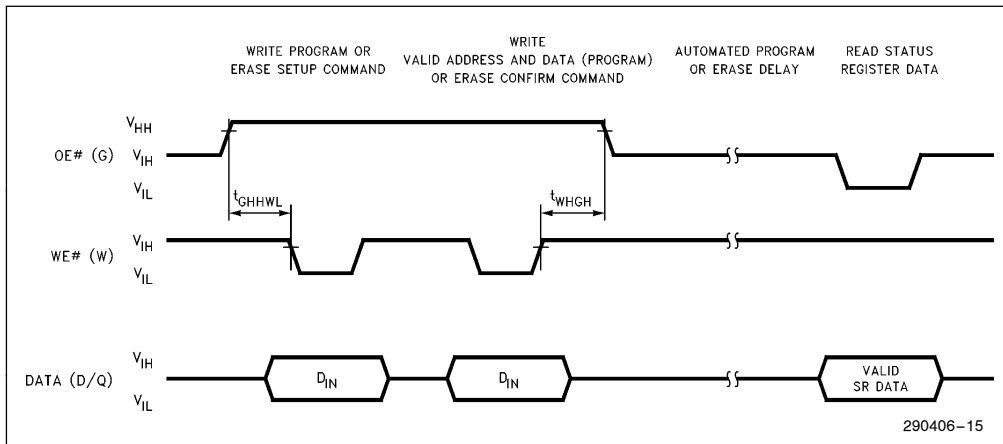 WRITE PROGRAM OR
ERASE SETUP COMMAND
WRITE
VALID ADDRESS AND DATA (PROGRAM)
OR ERASE CONFIRM COMMAND
AUTOMATED PROGRAM
OR ERASE DELAY
READ STATUS
REGISTER DATA
VHH
OE# (G)
VIH
VIL
tGHHWL
tWHGH
VIH
WE# (W)
VIL
VIH
DATA (D/Q)
DIN
DIN
VALID
SR DATA
VIL
290406–15